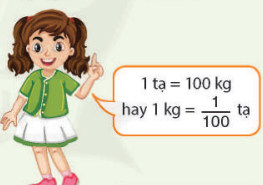 1 tạ = 100 kg
hay 1 kg = 1/100 tạ